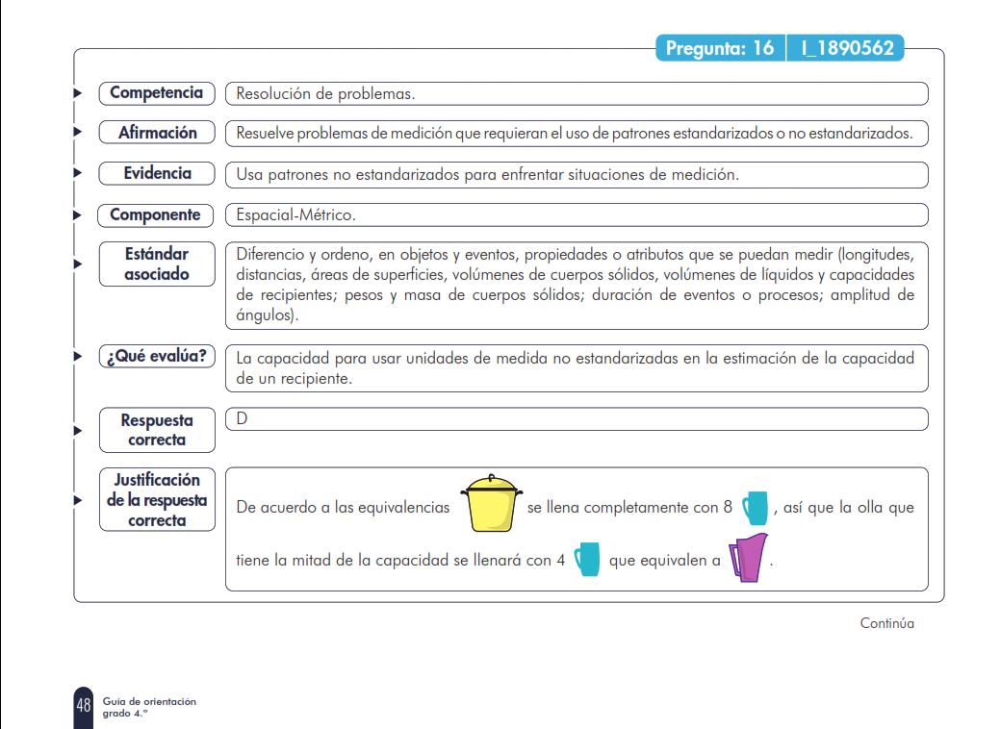 Pregunta: 16 I_1890562
Competencia Resolución de problemas.
Afirmación Resuelve problemas de medición que requieran el uso de patrones estandarizados o no estandarizados.
Evidencia Usa patrones no estandarizados para enfrentar situaciones de medición.
Componente Espacial-Métrico.
Estándar asociado
Diferencio y ordeno, en objetos y eventos, propiedades o atributos que se puedan medir (longitudes,
distancias, áreas de superficies, volúmenes de cuerpos sólidos, volúmenes de líquidos y capacidades
de recipientes; pesos y masa de cuerpos sólidos; duración de eventos o procesos; amplitud de
ángulos).
¿Qué evalúa?
La capacidad para usar unidades de medida no estandarizadas en la estimación de la capacidad
de un recipiente.
Respuesta
correcta
D
Justificación
de la respuesta
correcta
De acuerdo a las equivalencias se llena completamente con 8 , así que la olla que
tiene la mitad de la capacidad se llenará con 4 que equivalen a .
Continúa
48
Guía de orientación
grado 4.º